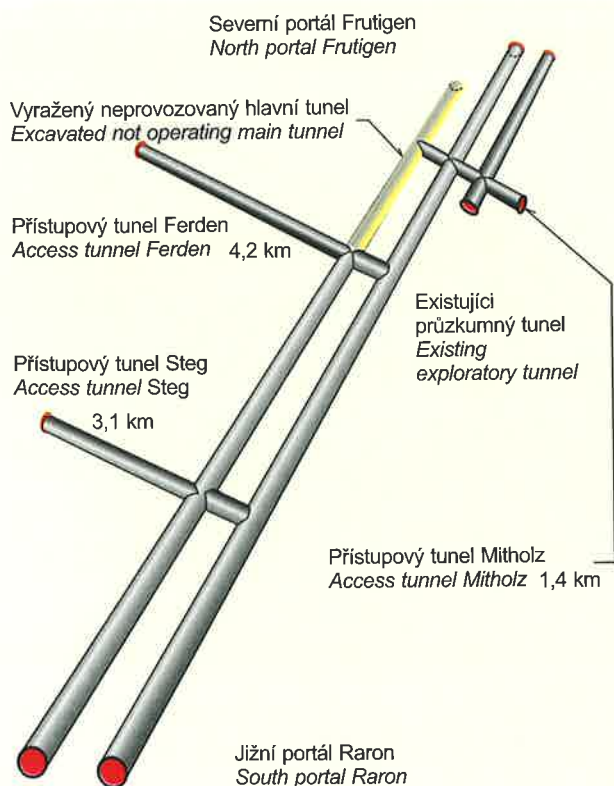 Severní portál Frutigen
North portal Frutigen
Vyražený neprovozovaný hlavní tunel
Excavated not operating main tunnel
Přístupový tunel Ferden
Access tunnel Ferden 4,2 km
Existujíci
průzkumný tunel
Existing
exploratory tunnel
Přístupový tunel Steg
Access tunnel Steg
3,1 km
Přístupový tunel Mitholz
Access tunnel Mitholz 1,4 km
Jižní portál Raron
South portal Raron